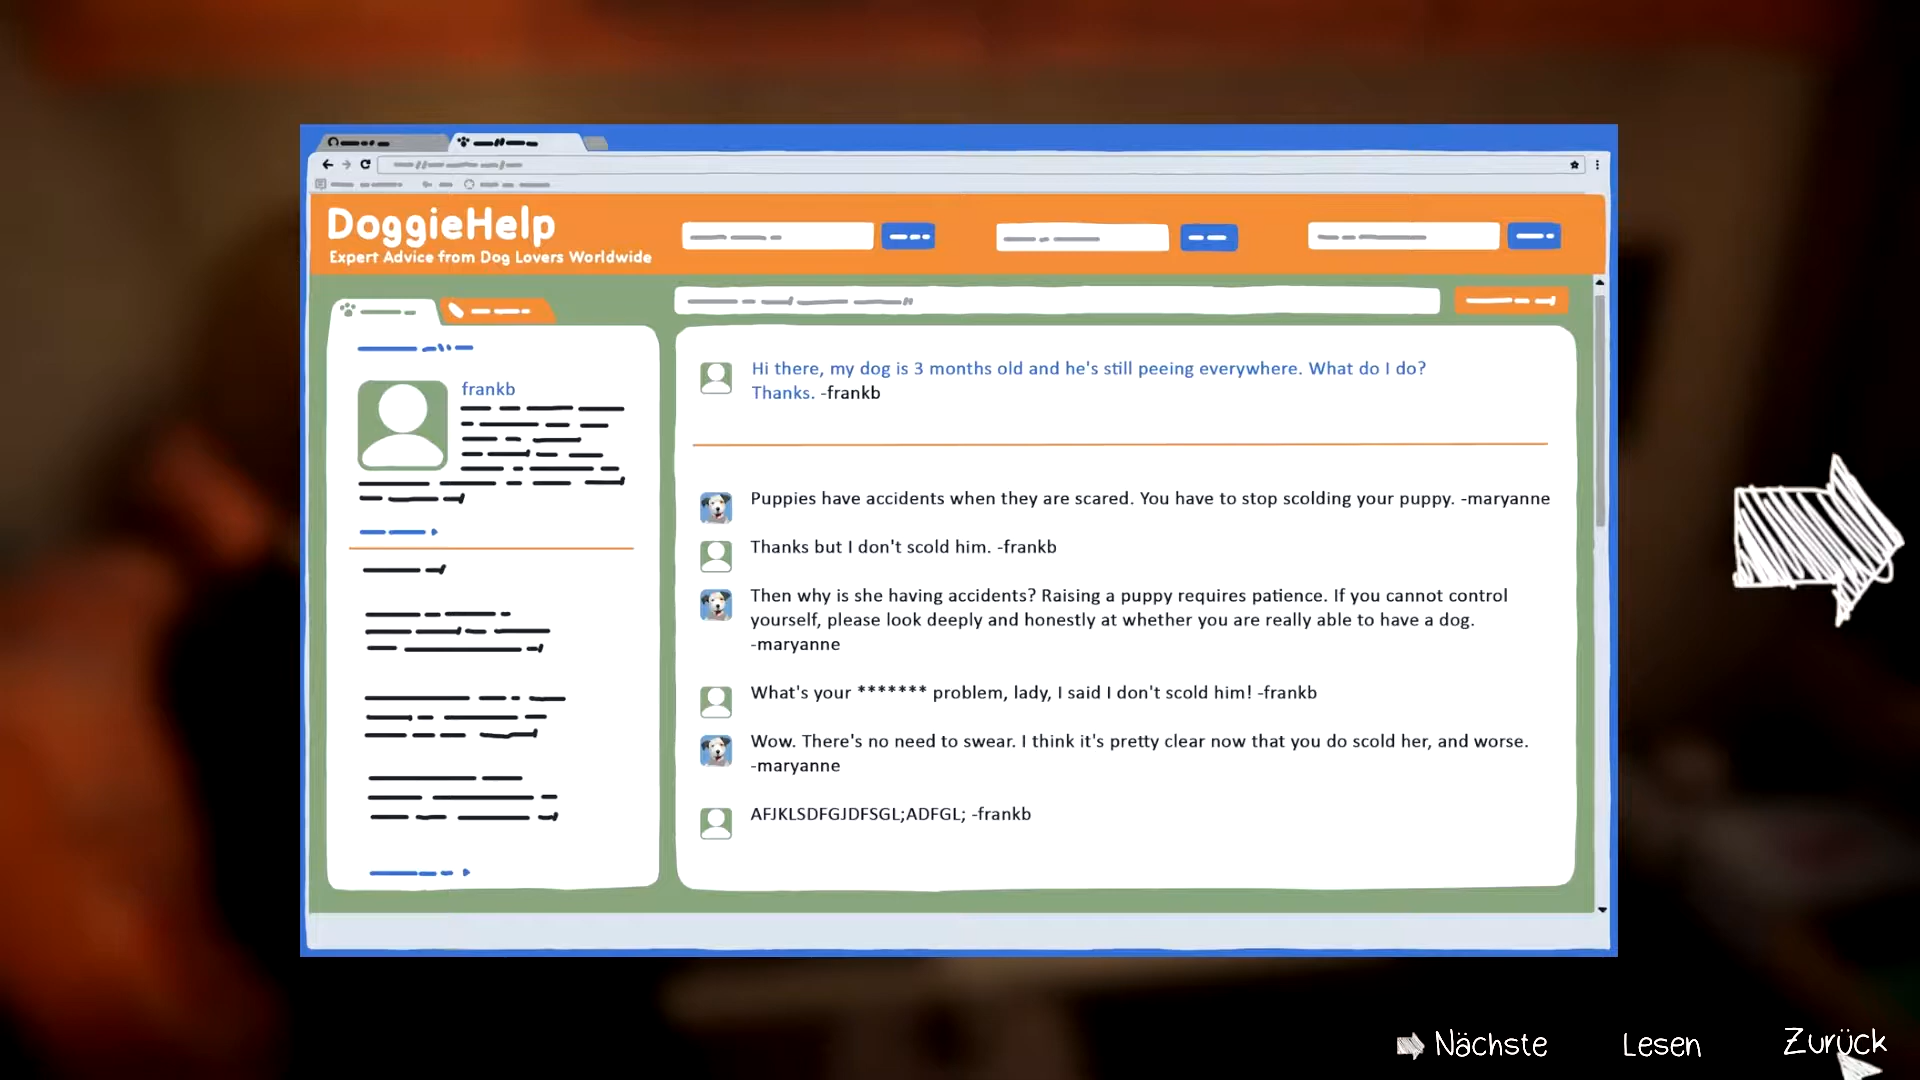 DoggieHelp
Expert Advice from Dog Lovers Worldwide
frankb
Hi there, my dog is 3 months old and he's still peeing everywhere. What do I do?
Thanks. -frankb
Puppies have accidents when they are scared. You have to stop scolding your puppy. -maryanne
Thanks but I don't scold him. -frankb
Then why is she having accidents? Raising a puppy requires patience. If you cannot control
yourself, please look deeply and honestly at whether you are really able to have a dog.
-maryanne
What's your ******* problem, lady, I said I don't scold him! -frankb
Wow. There's no need to swear. I think it's pretty clear now that you do scold her, and worse.
-maryanne
AFJKLSDFGJDFSGL;ADFGL; -frankb
Nächste
Lesen
Zurück